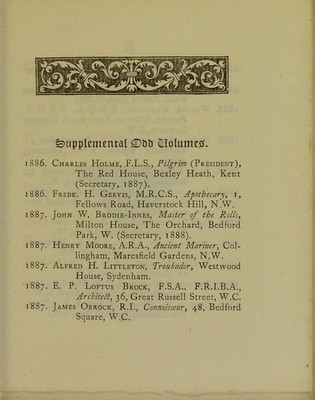 Supplemental Odd Volumes.
1886. Charles Holme, F.L.S., Pilgrim (President),
The Red House, Bexley Heath, Kent
(Secretary, 1887).
1886. Fredk. H. Gervis, M.R.C.S., Apothecary, 1,
Fellows Road, Haverstock Hill, N.W.
1887. John W. Brodie-Innes, Master of the Rolls,
Milton House, The Orchard, Bedford
Park, W. (Secretary, 1888).
1887. Henry Moore, A.R.A., Ancient Mariner, Col-
lingham, Maresfield Gardens, N.W.
1887. Alfred H. Littleton, Troubador, Westwood
House, Sydenham.
1887. E. P. Loftus Brock, F.S.A., F.R.I.B.A.,
Architect, 36, Great Russell Street, W.C.
1887. James Orrock, R.I., Connoisseur, 48, Bedford
Square, W.C.